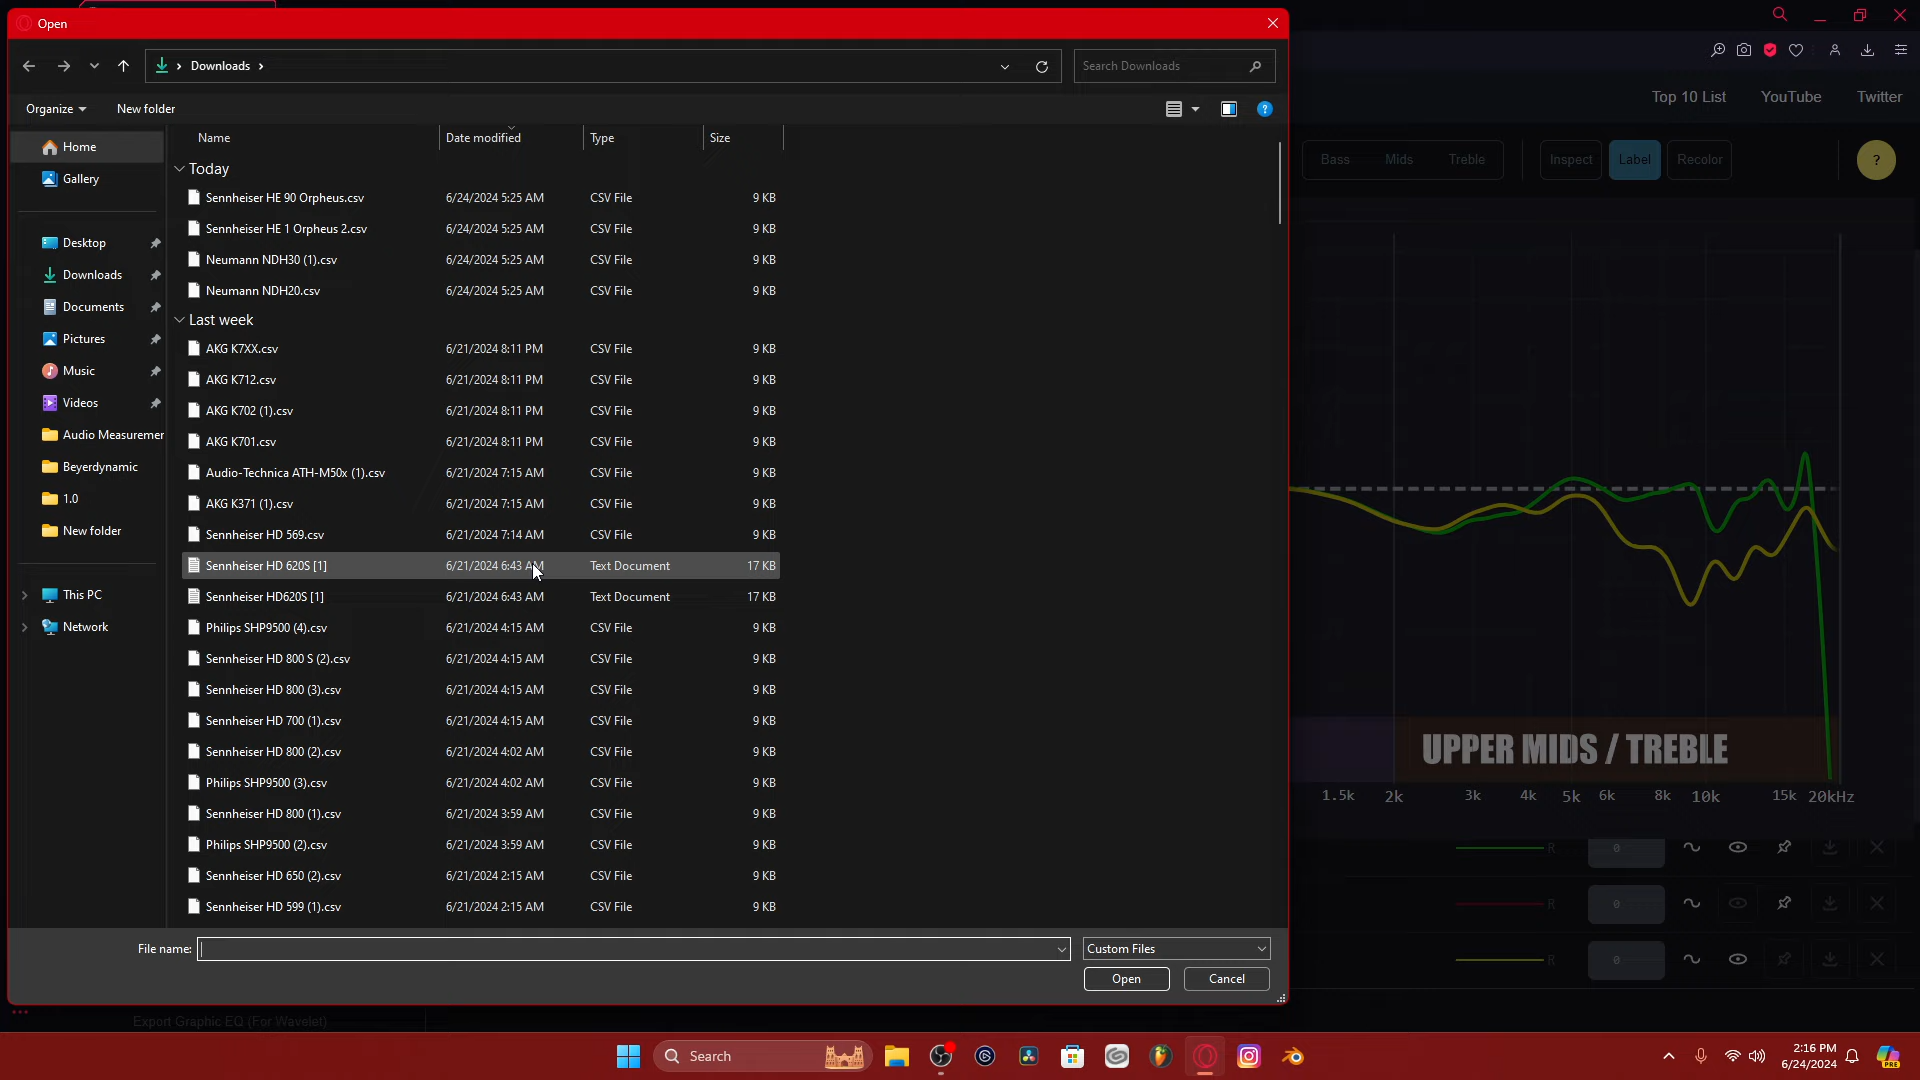 Open
Downloads
Search Downloads
Organize
New folder
Top 10 List
YouTube
Twitter
Bass
Mids
Treble
Inspect
Label
Recolor
?
Home
Gallery
Desktop
Downloads
Documents
Pictures
Music
Videos
Audio Measuremer
Beyerdynamic
1.0
New folder
This PC
Network
Name Date modified Type Size
Today
Sennheiser HE 90 Orpheus.csv 6/24/2024 5:25 AM CSV File 9 KB
Sennheiser HE 1 Orpheus 2.csv 6/24/2024 5:25 AM CSV File 9 KB
Neumann NDH30 (1).csv 6/24/2024 5:25 AM CSV File 9 KB
Neumann NDH20.csv 6/24/2024 5:25 AM CSV File 9 KB
Last week
AKG K7XX.csv 6/21/2024 8:11 PM CSV File 9 KB
AKG K712.csv 6/21/2024 8:11 PM CSV File 9 KB
AKG K702 (1).csv 6/21/2024 8:11 PM CSV File 9 KB
AKG K701.csv 6/21/2024 8:11 PM CSV File 9 KB
Audio-Technica ATH-M50x (1).csv 6/21/2024 7:15 AM CSV File 9 KB
AKG K371 (1).csv 6/21/2024 7:15 AM CSV File 9 KB
Sennheiser HD 569.csv 6/21/2024 7:14 AM CSV File 9 KB
Sennheiser HD 620S [1] 6/21/2024 6:43 AM Text Document 17 KB
Sennheiser HD620S [1] 6/21/2024 6:43 AM Text Document 17 KB
Philips SHP9500 (4).csv 6/21/2024 4:15 AM CSV File 9 KB
Sennheiser HD 800 S (2).csv 6/21/2024 4:15 AM CSV File 9 KB
Sennheiser HD 800 (3).csv 6/21/2024 4:15 AM CSV File 9 KB
Sennheiser HD 700 (1).csv 6/21/2024 4:15 AM CSV File 9 KB
Sennheiser HD 800 (2).csv 6/21/2024 4:02 AM CSV File 9 KB
Philips SHP9500 (3).csv 6/21/2024 4:02 AM CSV File 9 KB
Sennheiser HD 800 (1).csv 6/21/2024 3:59 AM CSV File 9 KB
Philips SHP9500 (2).csv 6/21/2024 3:59 AM CSV File 9 KB
Sennheiser HD 650 (2).csv 6/21/2024 2:15 AM CSV File 9 KB
Sennheiser HD 599 (1).csv 6/21/2024 2:15 AM CSV File 9 KB
UPPER MIDS / TREBLE
1.5k 2k 3k 4k 5k 6k 8k 10k 15k 20kHz
R 0
R 0
R 0
File name:
Custom Files
Open
Cancel
Export Graphic EQ (For Wavelet)
Search
2:16 PM
6/24/2024
PRE